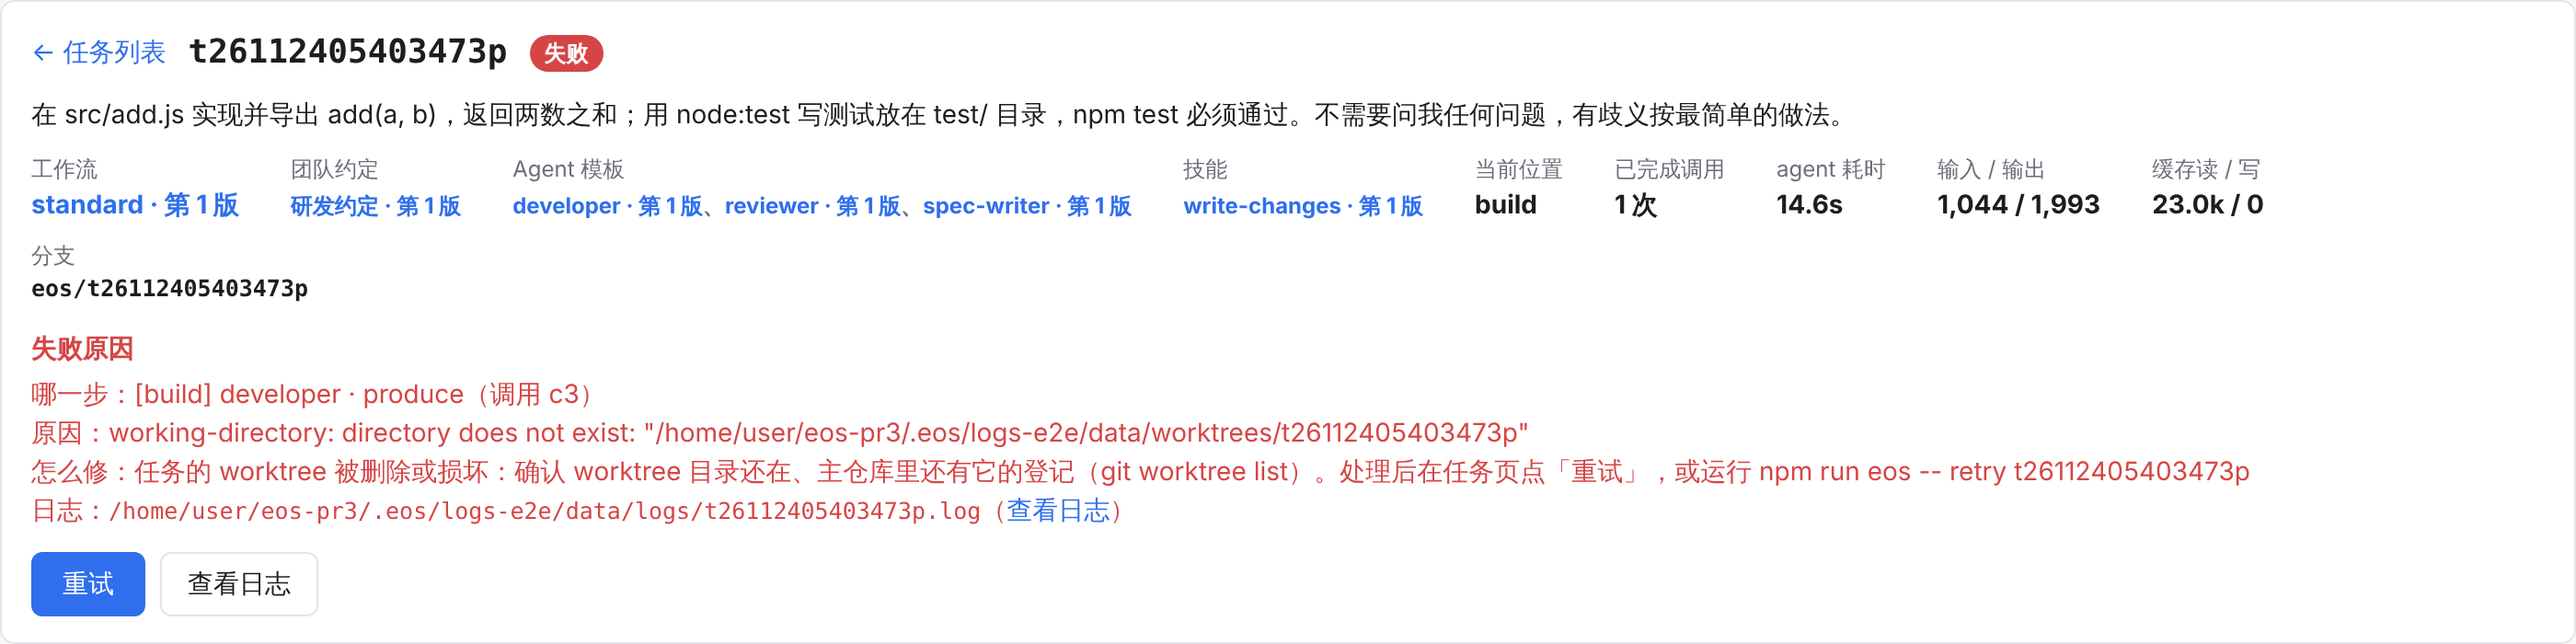 ← 任务列表 t26112405403473p 失败
在 src/add.js 实现并导出 add(a, b)，返回两数之和；用 node:test 写测试放在 test/ 目录，npm test 必须通过。不需要问我任何问题，有歧义按最简单的做法。
工作流 团队约定 Agent 模板 技能 当前位置 已完成调用 agent 耗时 输入 / 输出 缓存读 / 写
standard · 第 1 版 研发约定 · 第 1 版 developer · 第 1 版、reviewer · 第 1 版、spec-writer · 第 1 版 write-changes · 第 1 版 build 1 次 14.6s 1,044 / 1,993 23.0k / 0
分支
eos/t26112405403473p
失败原因
哪一步：[build] developer · produce（调用 c3）
原因：working-directory: directory does not exist: "/home/user/eos-pr3/.eos/logs-e2e/data/worktrees/t26112405403473p"
怎么修：任务的 worktree 被删除或损坏：确认 worktree 目录还在、主仓库里还有它的登记（git worktree list）。处理后在任务页点「重试」，或运行 npm run eos -- retry t26112405403473p
日志：/home/user/eos-pr3/.eos/logs-e2e/data/logs/t26112405403473p.log（查看日志）
重试 查看日志